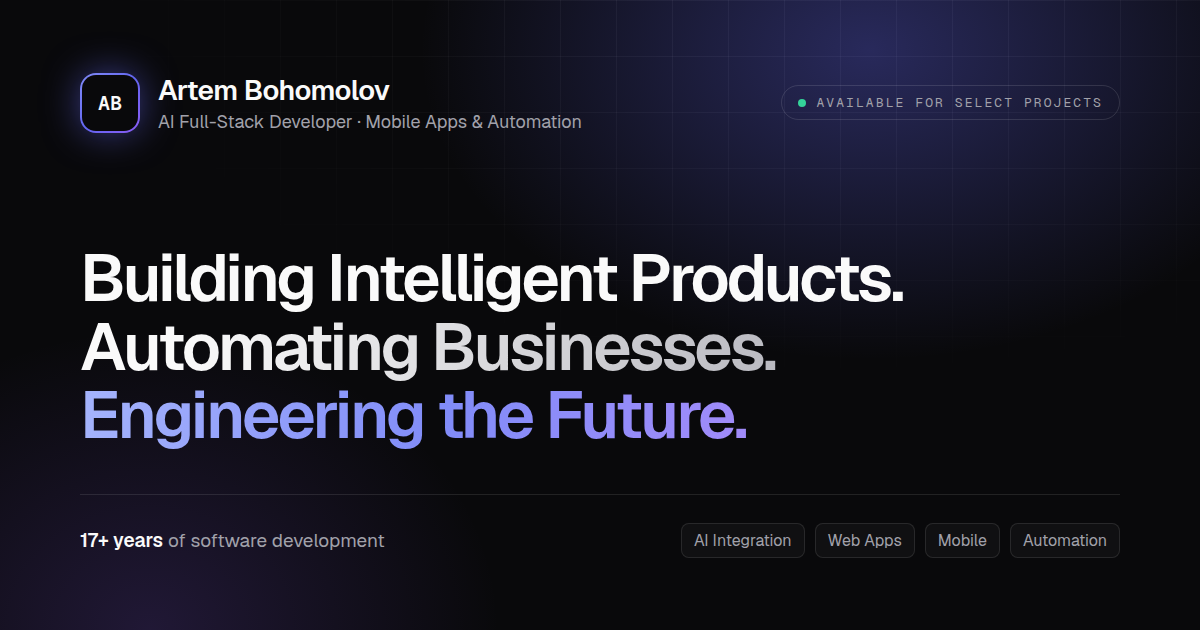 AB
Artem Bohomolov
AI Full-Stack Developer · Mobile Apps & Automation
AVAILABLE FOR SELECT PROJECTS
Building Intelligent Products.
Automating Businesses.
Engineering the Future.
17+ years of software development
AI Integration
Web Apps
Mobile
Automation